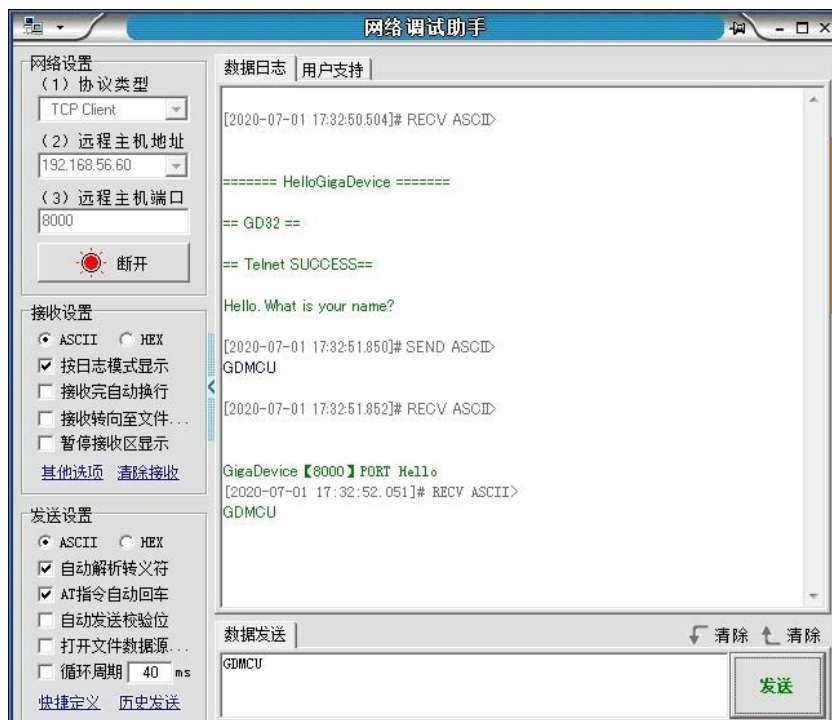 网络调试助手
网络设置
(1) 协议类型
TCP Client
(2) 远程主机地址
192.168.56.60
(3) 远程主机端口
8000
断开
接收设置
ASCII HEX
按日志模式显示
接收完自动换行
接收转向至文件...
暂停接收区显示
其他选项 清除接收
发送设置
ASCII HEX
自动解析转义符
AT指令自动回车
自动发送校验位
打开文件数据源...
循环周期 40 ms
快捷定义 历史发送
数据日志 用户支持
[2020-07-01 17:32:50.504]# RECV ASCII>
======= HelloGigaDevice =======
== GD32 ==
== Telnet SUCCESS==
Hello. What is your name?
[2020-07-01 17:32:51.850]# SEND ASCII>
GDMCU
[2020-07-01 17:32:51.852]# RECV ASCII>
GigaDevice【8000】PORT Hello
[2020-07-01 17:32:52.051]# RECV ASCII>
GDMCU
数据发送 清除 清除
GDMCU
发送